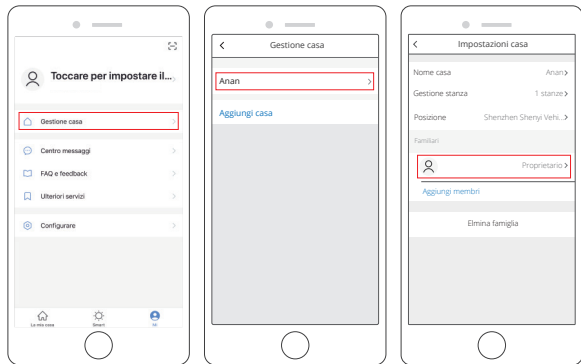 Toccare per impostare il...
Gestione casa
Centro messaggi
FAQ e feedback
Ulteriori servizi
Configurare
La mia casa
Smart
Mi
Gestione casa
Anan
Aggiungi casa
Impostazioni casa
Nome casa Anan
Gestione stanza 1 stanze
Posizione Shenzhen Shenyi Vehi...
Familiari
Proprietario
Aggiungi membri
Elimina famiglia